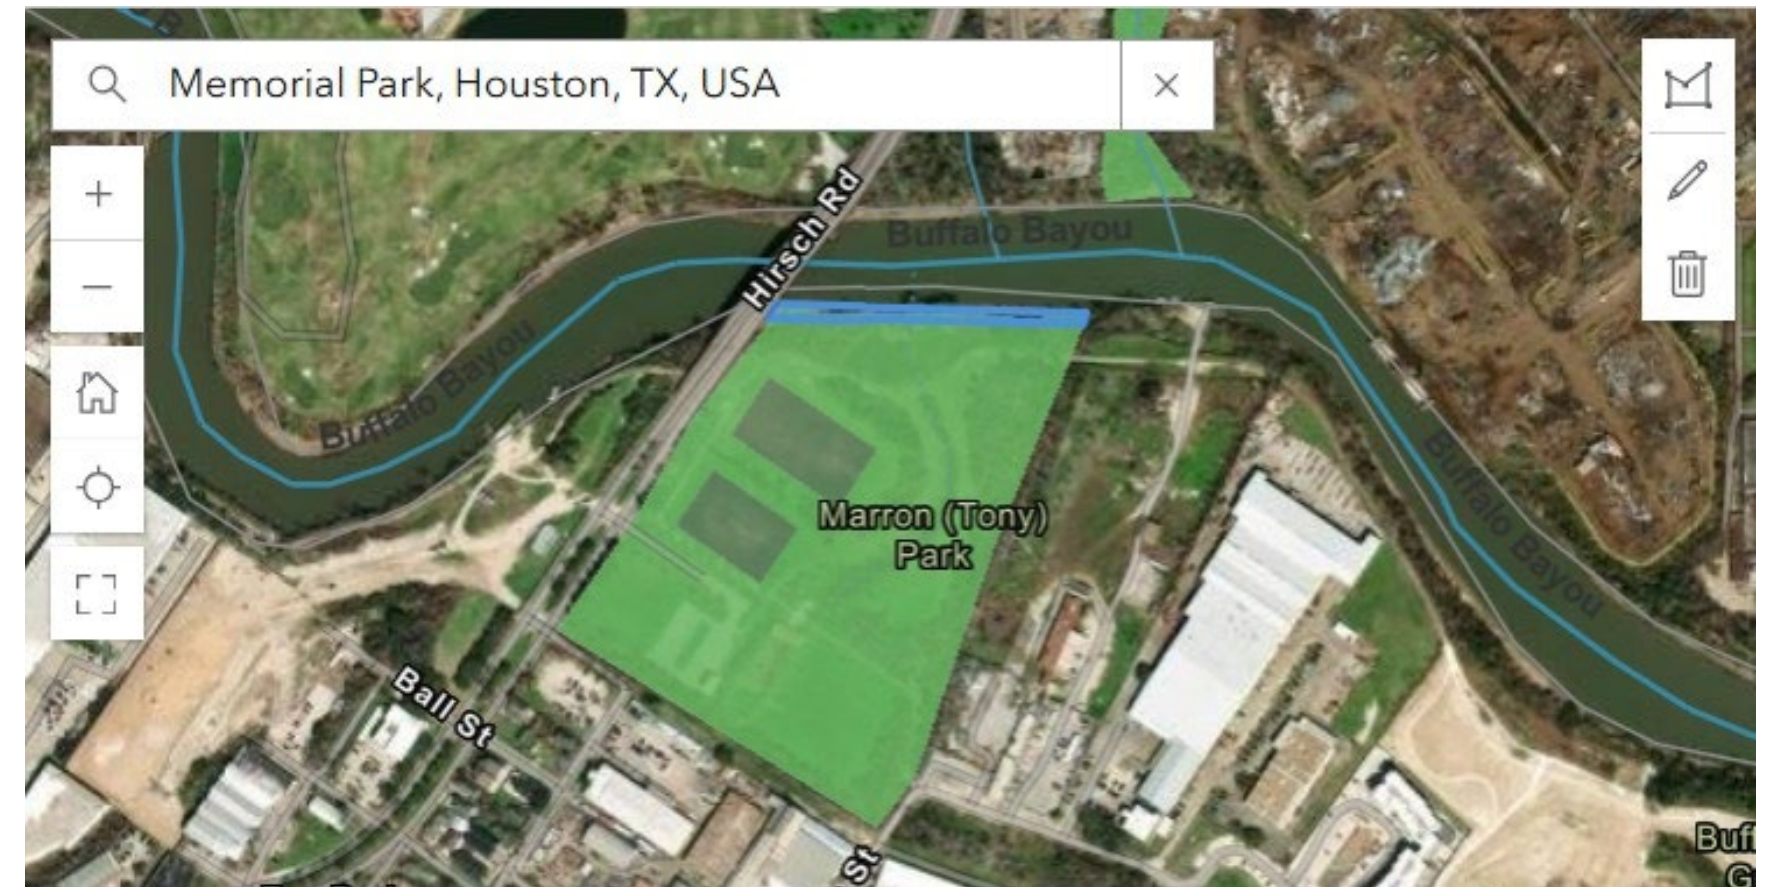 Memorial Park, Houston, TX, USA
Hirsch Rd
Buffalo Bayou
Buffalo Bayou
Marron (Tony)
Park
Buffalo Bayou
Ball St
St